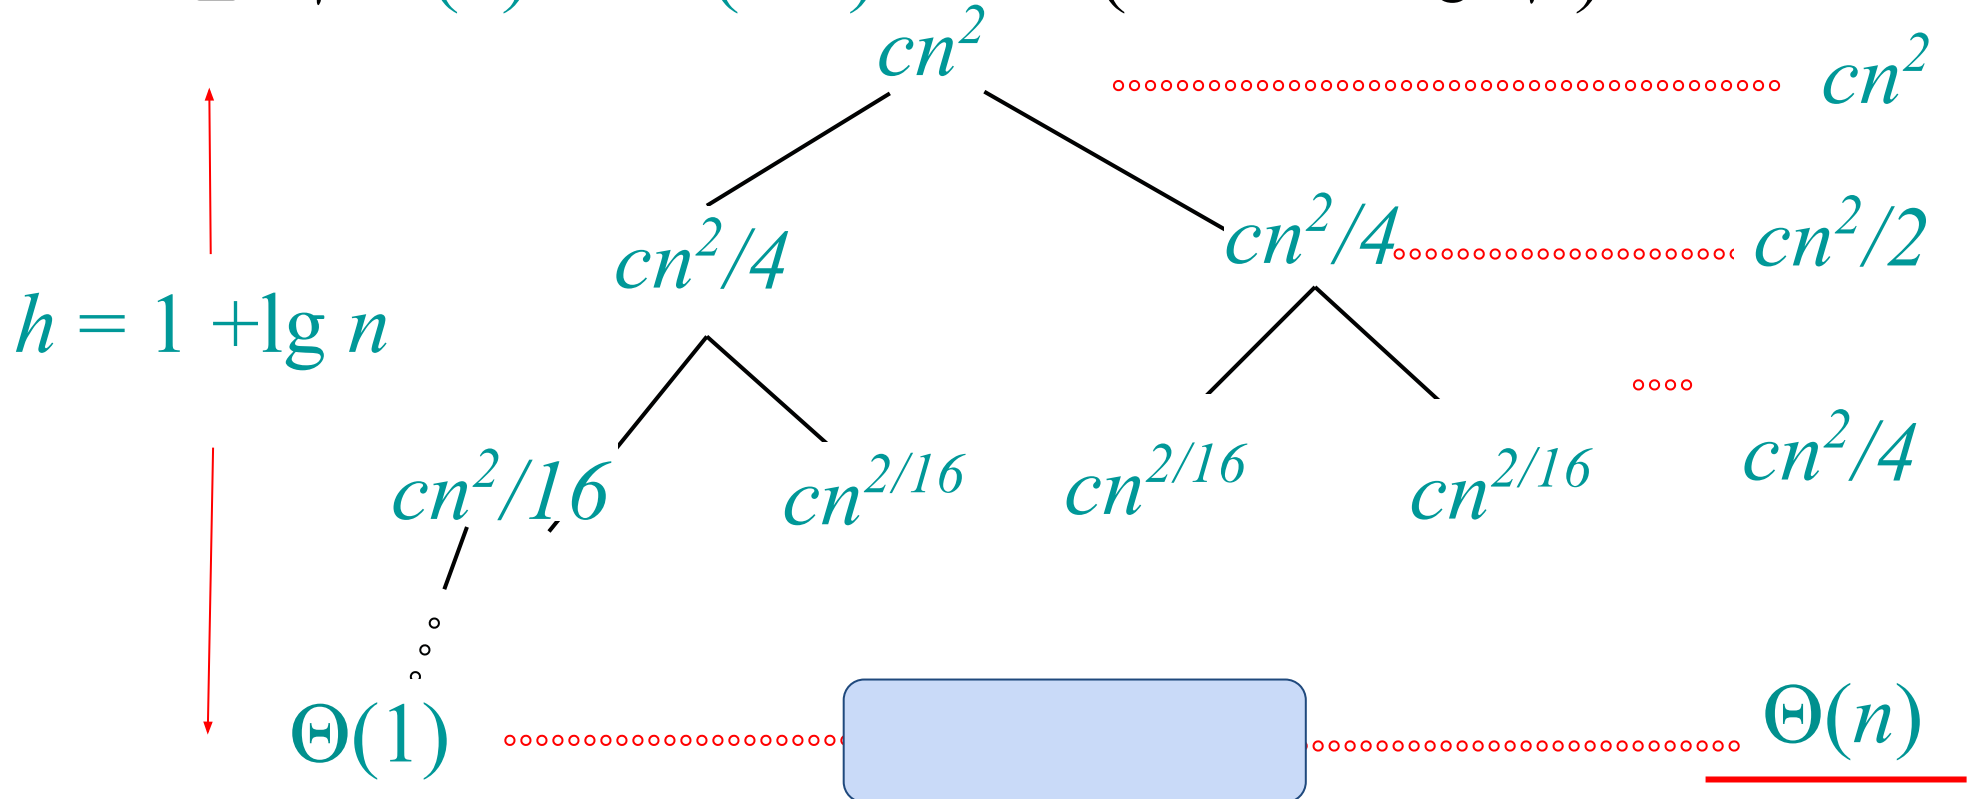 cn²
cn²
cn²/4
cn²/4
cn²/2
h = 1 +lg n
cn²/16
cn^{2/16}
cn^{2/16}
cn^{2/16}
cn²/4
Θ(1)
Θ(n)